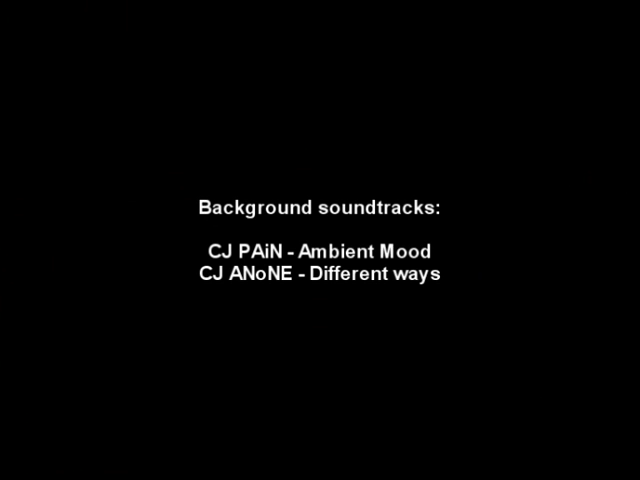 Background soundtracks:
CJ PAiN - Ambient Mood
CJ ANoNE - Different ways